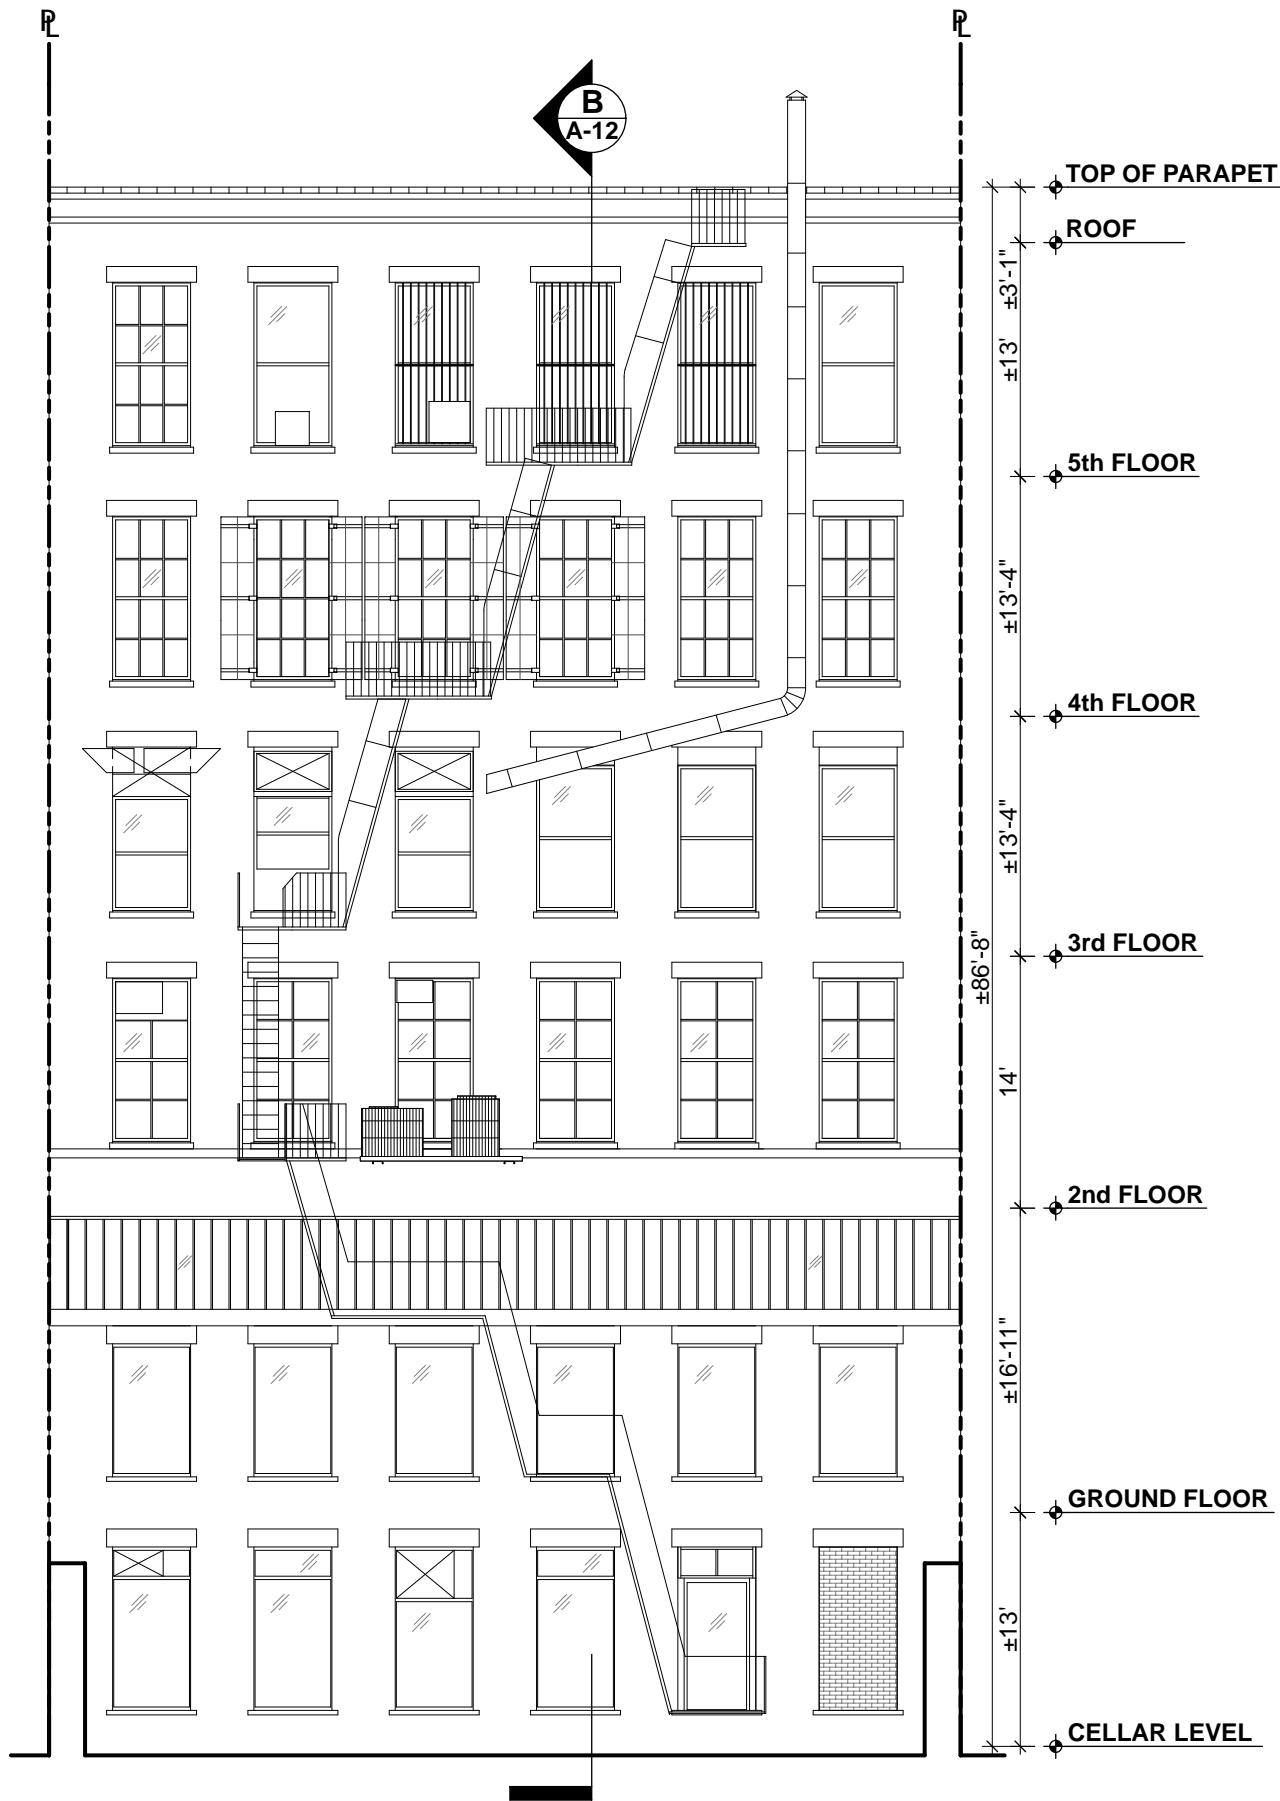 PL
PL
B
A-12
TOP OF PARAPET
ROOF
±3'-1"
±13'
5th FLOOR
±13'-4"
4th FLOOR
±13'-4"
3rd FLOOR
±86'-8"
14'
2nd FLOOR
±16'-11"
GROUND FLOOR
±13'
CELLAR LEVEL